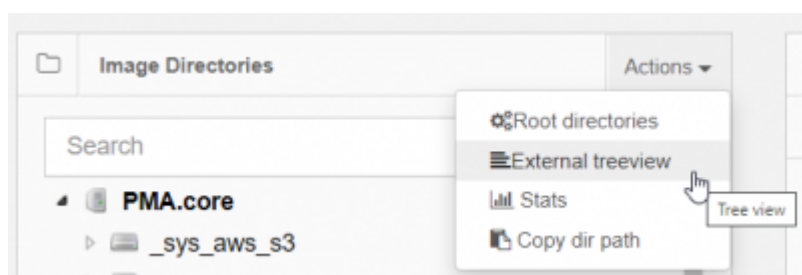 Image Directories
Actions
Root directories
Search
External treeview
Tree view
PMA.core
Stats
_sys_aws_s3
Copy dir path